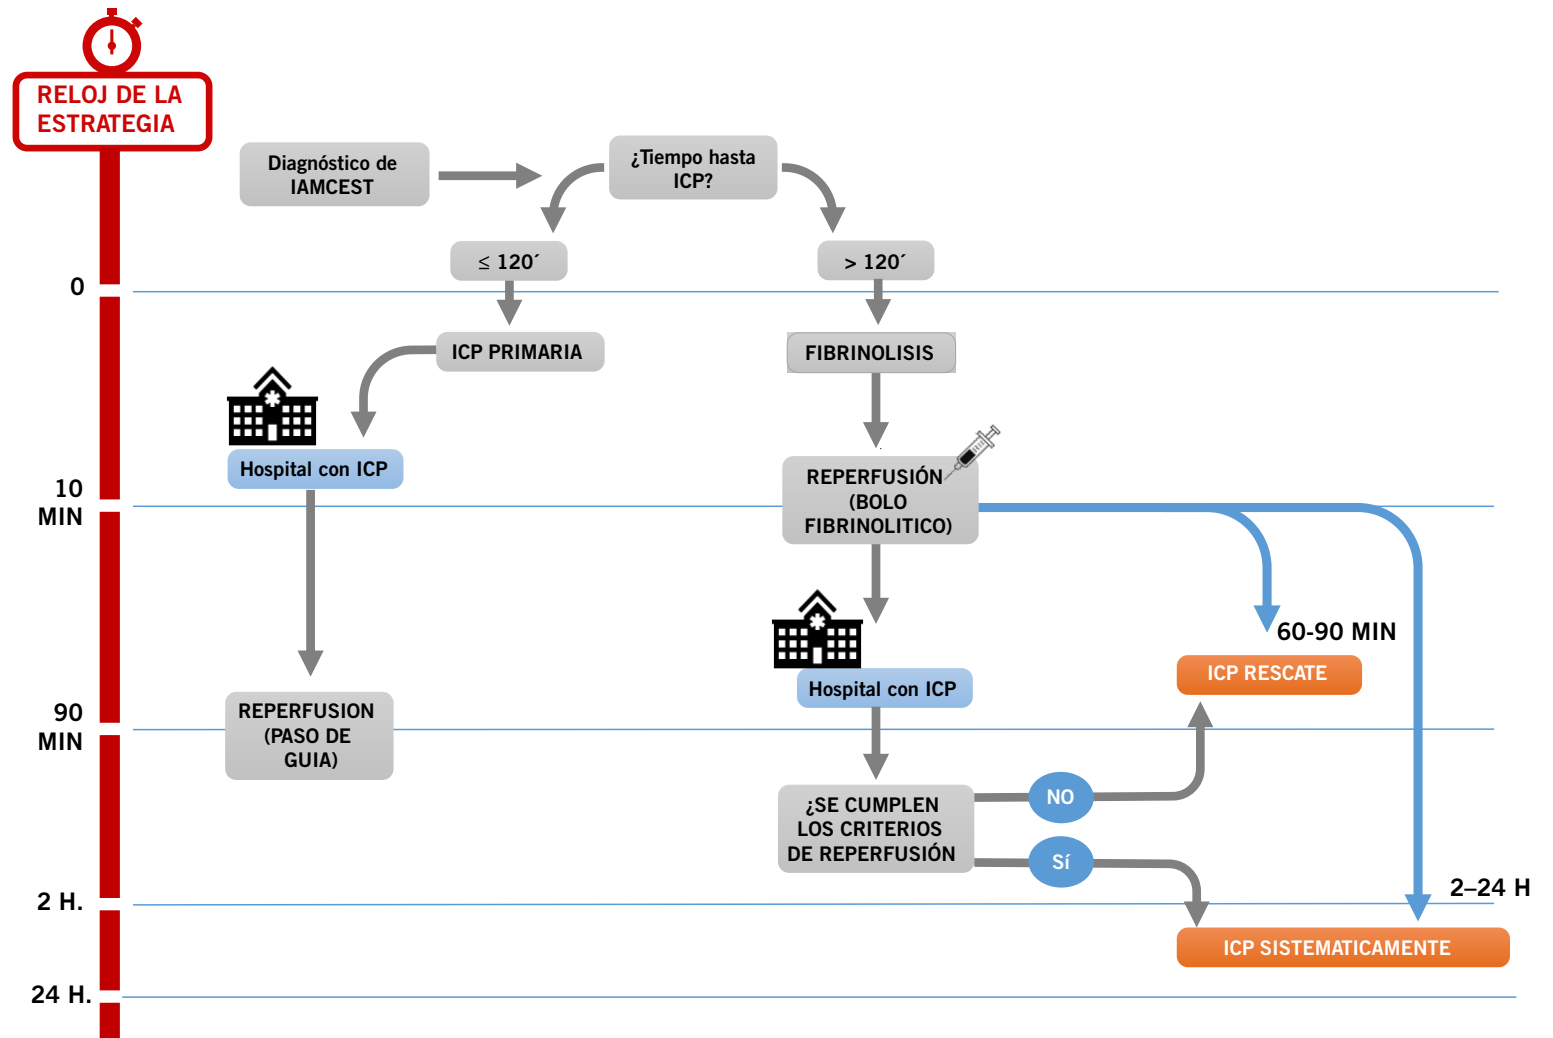 RELOJ DE LA
ESTRATEGIA
Diagnóstico de
IAMCEST
¿Tiempo hasta
ICP?
≤ 120´
> 120´
0
ICP PRIMARIA
FIBRINOLISIS
Hospital con ICP
10
MIN
REPERFUSIÓN
(BOLO
FIBRINOLITICO)
60-90 MIN
ICP RESCATE
Hospital con ICP
90
MIN
REPERFUSION
(PASO DE
GUIA)
¿SE CUMPLEN
LOS CRITERIOS
DE REPERFUSIÓN
NO
Sí
2 H.
2–24 H
ICP SISTEMATICAMENTE
24 H.